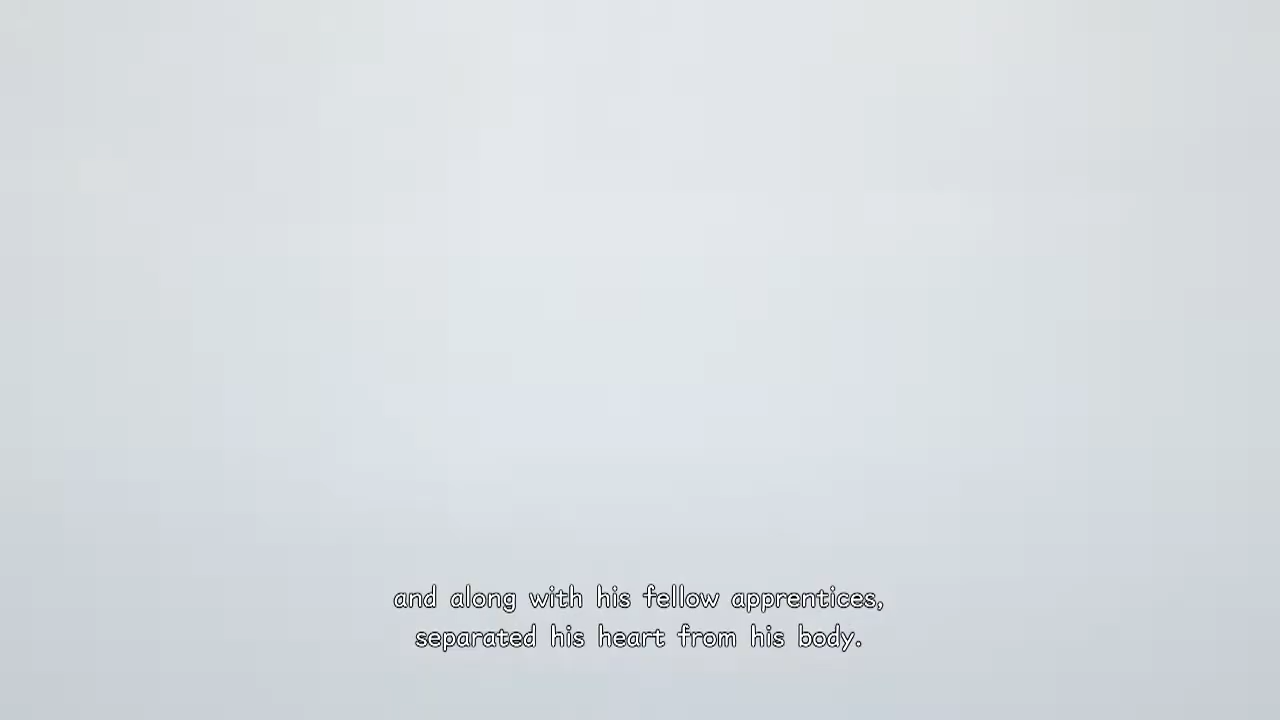 and along with his fellow apprentices,
separated his heart from his body.